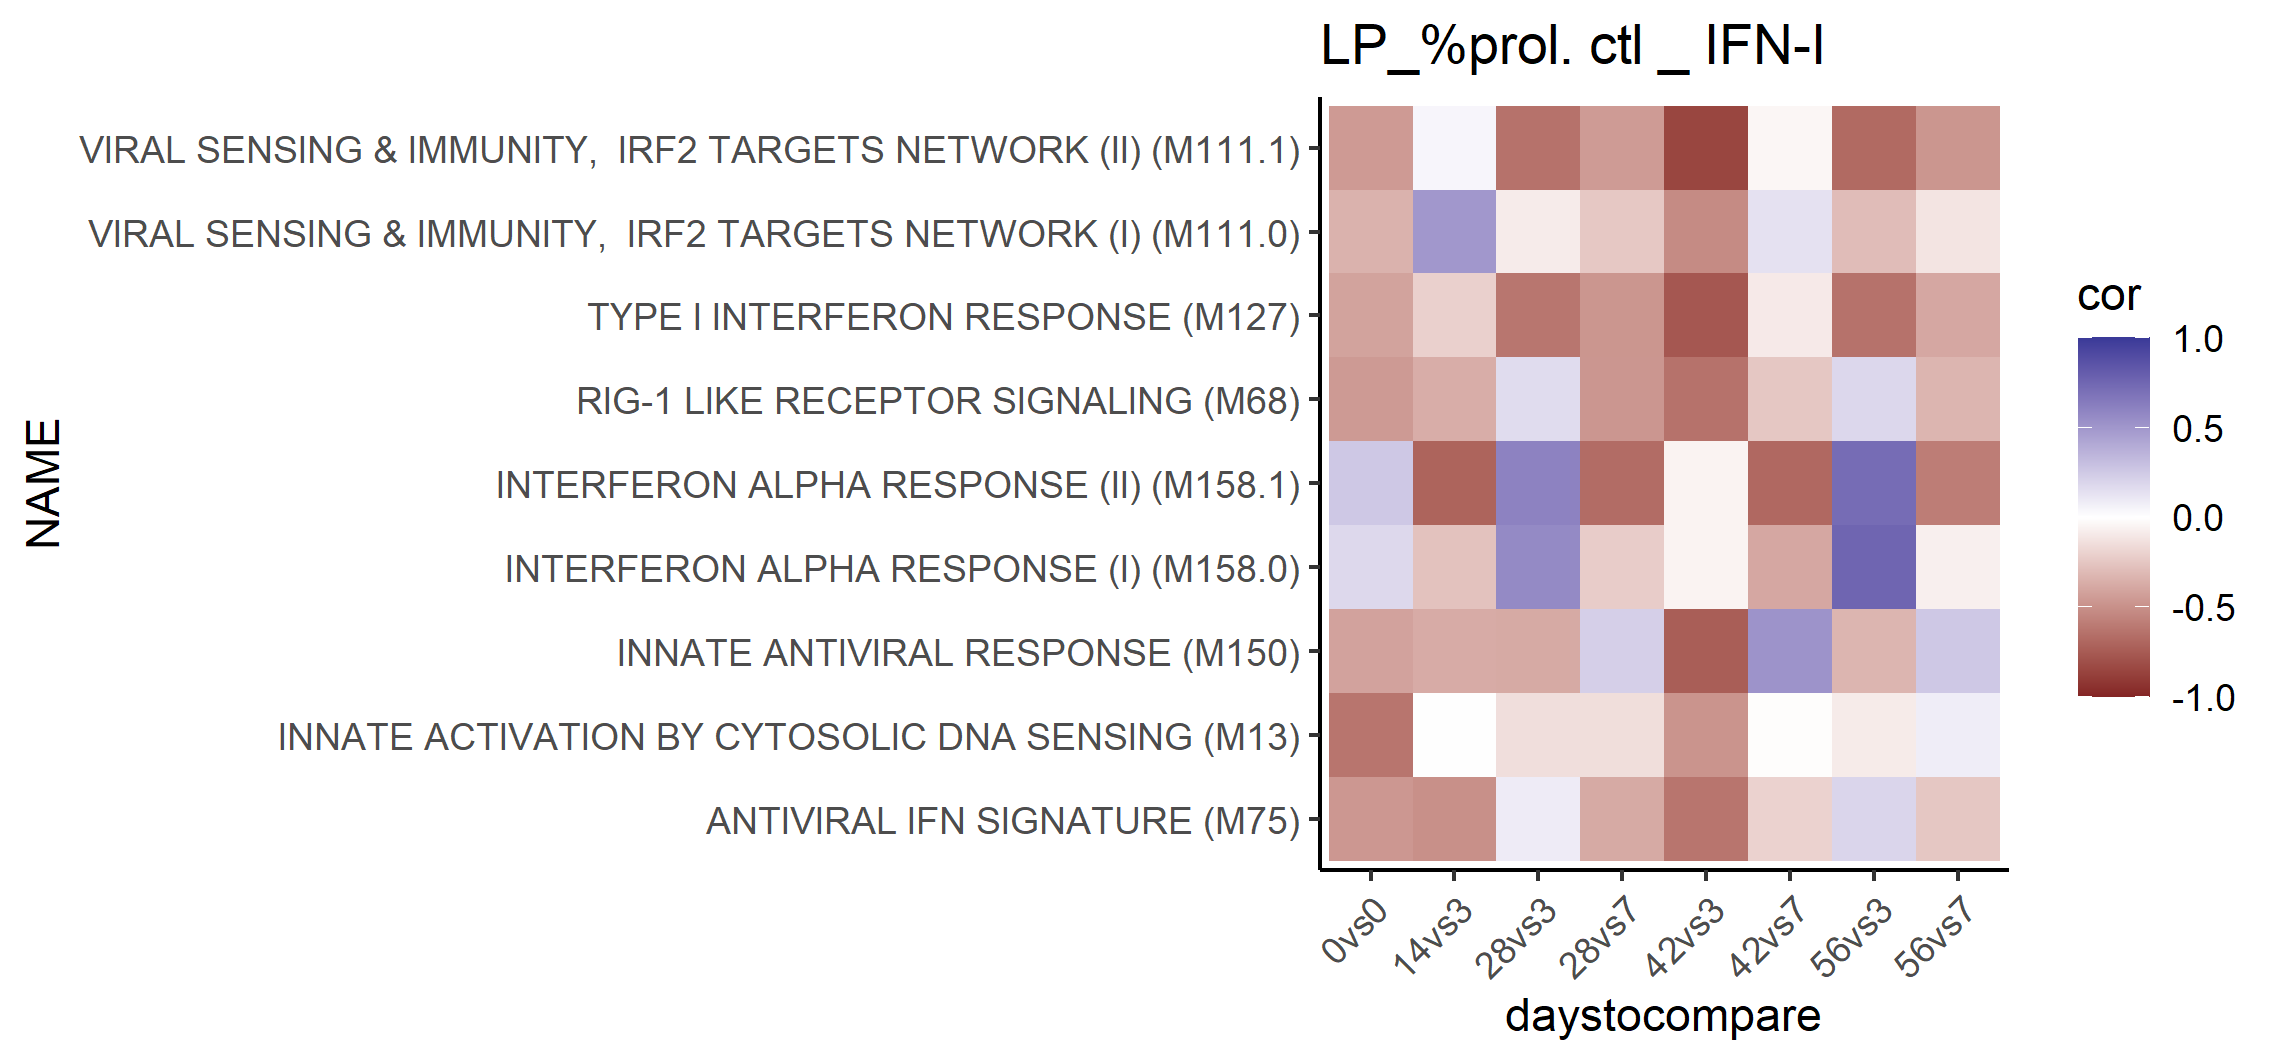 LP_%prol. ctl _ IFN-I
VIRAL SENSING & IMMUNITY,  IRF2 TARGETS NETWORK (II) (M111.1)
VIRAL SENSING & IMMUNITY,  IRF2 TARGETS NETWORK (I) (M111.0)
TYPE I INTERFERON RESPONSE (M127)
RIG-1 LIKE RECEPTOR SIGNALING (M68)
INTERFERON ALPHA RESPONSE (II) (M158.1)
INTERFERON ALPHA RESPONSE (I) (M158.0)
INNATE ANTIVIRAL RESPONSE (M150)
INNATE ACTIVATION BY CYTOSOLIC DNA SENSING (M13)
ANTIVIRAL IFN SIGNATURE (M75)
NAME
0vs0 14vs3 28vs3 28vs7 42vs3 42vs7 56vs3 56vs7
daystocompare
cor
1.0
0.5
0.0
-0.5
-1.0